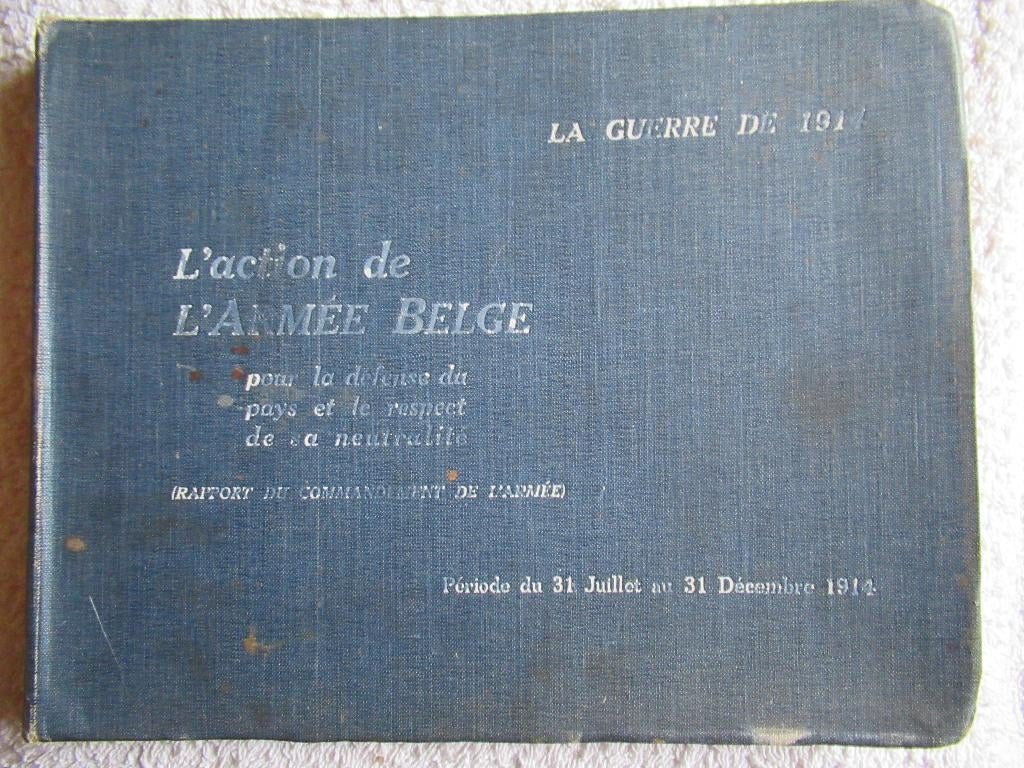 LA GUERRE DE 1914
L'action de
L'ARMÉE BELGE
pour la défense du
pays et le respect
de sa neutralité
(RAPPORT DU COMMANDEMENT DE L'ARMÉE)
Période du 31 Juillet au 31 Décembre 1914